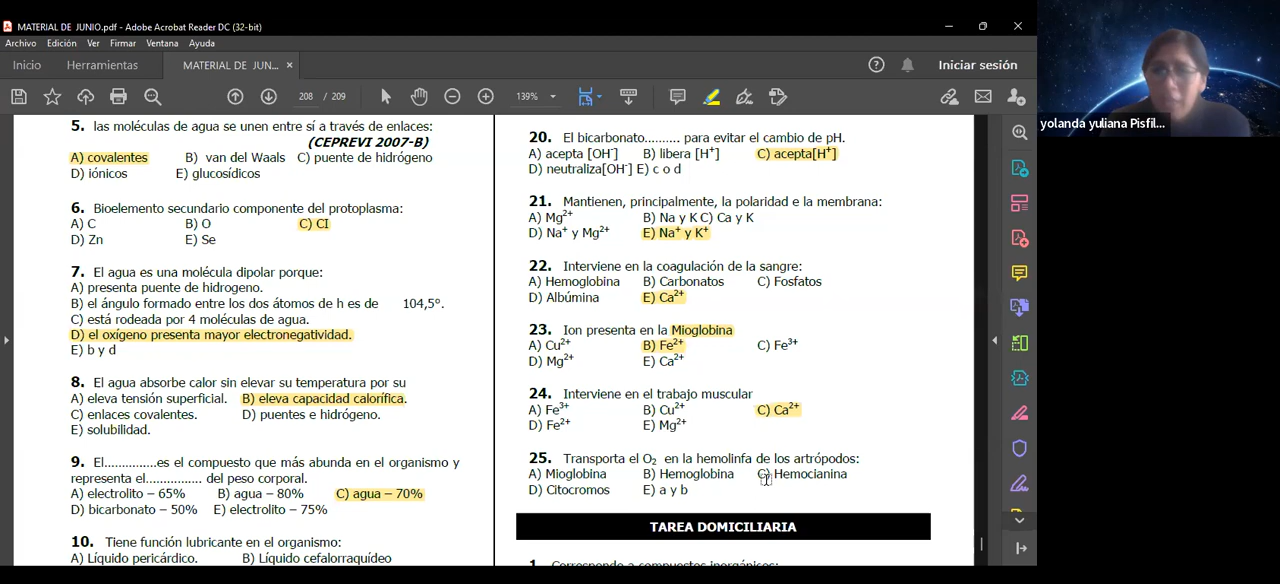 MATERIAL DE JUNIO.pdf - Adobe Acrobat Reader DC (32-bit)
Archivo Edición Ver Firmar Ventana Ayuda
Inicio Herramientas MATERIAL DE JUN... × Iniciar sesión
208 / 209 139%
yolanda yuliana Pisfil...
5. las moléculas de agua se unen entre sí a través de enlaces:
(CEPREVI 2007-B)
A) covalentes B) van del Waals C) puente de hidrógeno
D) iónicos E) glucosídicos
6. Bioelemento secundario componente del protoplasma:
A) C B) O C) CI
D) Zn E) Se
7. El agua es una molécula dipolar porque:
A) presenta puente de hidrogeno.
B) el ángulo formado entre los dos átomos de h es de 104,5°.
C) está rodeada por 4 moléculas de agua.
D) el oxígeno presenta mayor electronegatividad.
E) b y d
8. El agua absorbe calor sin elevar su temperatura por su
A) eleva tensión superficial. B) eleva capacidad calorífica.
C) enlaces covalentes. D) puentes e hidrógeno.
E) solubilidad.
9. El...............es el compuesto que más abunda en el organismo y
representa el................ del peso corporal.
A) electrolito – 65% B) agua – 80% C) agua – 70%
D) bicarbonato – 50% E) electrolito – 75%
10. Tiene función lubricante en el organismo:
A) Líquido pericárdico. B) Líquido cefalorraquídeo
20. El bicarbonato.......... para evitar el cambio de pH.
A) acepta [OH⁻] B) libera [H⁺] C) acepta[H⁺]
D) neutraliza[OH⁻] E) c o d
21. Mantienen, principalmente, la polaridad e la membrana:
A) Mg²⁺ B) Na y K C) Ca y K
D) Na⁺ y Mg²⁺ E) Na⁺ y K⁺
22. Interviene en la coagulación de la sangre:
A) Hemoglobina B) Carbonatos C) Fosfatos
D) Albúmina E) Ca²⁺
23. Ion presenta en la Mioglobina
A) Cu²⁺ B) Fe²⁺ C) Fe³⁺
D) Mg²⁺ E) Ca²⁺
24. Interviene en el trabajo muscular
A) Fe³⁺ B) Cu²⁺ C) Ca²⁺
D) Fe²⁺ E) Mg²⁺
25. Transporta el O₂ en la hemolinfa de los artrópodos:
A) Mioglobina B) Hemoglobina C) Hemocianina
D) Citocromos E) a y b
TAREA DOMICILIARIA
1. Corresponde a compuestos inorgánicos: